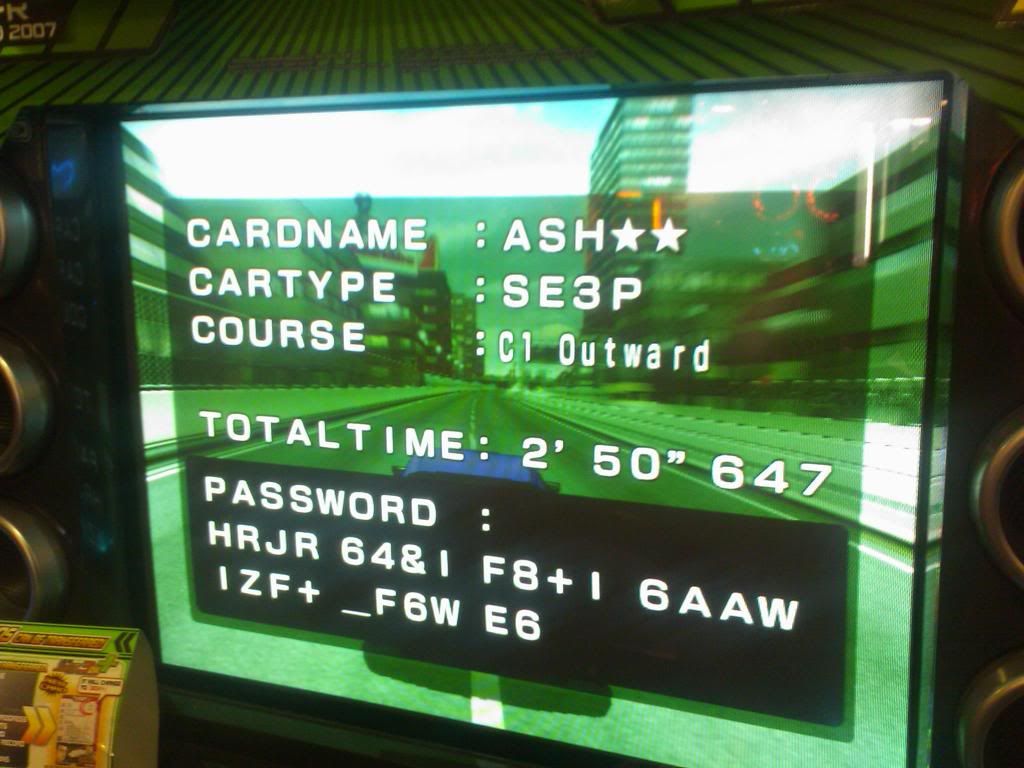 2007
CARDNAME : ASH★★
CARTYPE : SE3P
COURSE : C1 Outward
TOTALTIME: 2' 50" 647
PASSWORD :
HRJR 64&I F8+I 6AAW
IZF+ _F6W E6